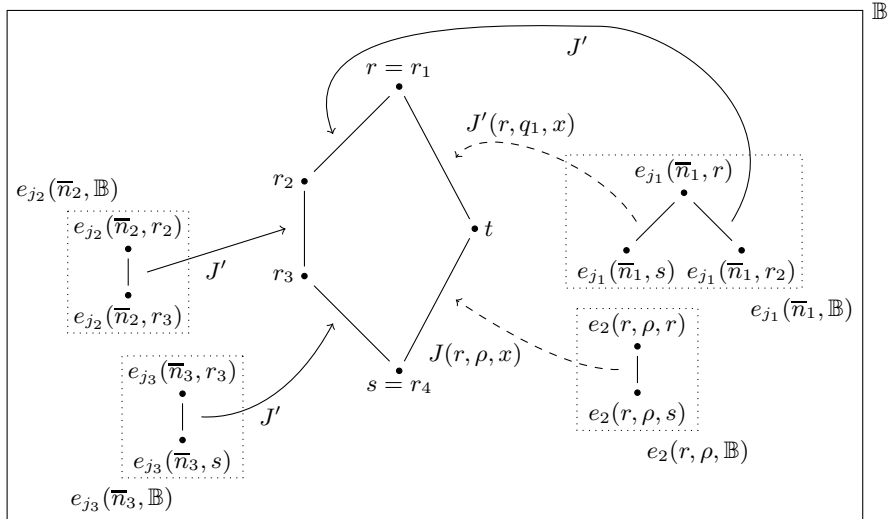 𝔹
J′
r = r₁
J′(r, q₁, x)
e_{j₁}(n̅₁, r)
r₂
e_{j₂}(n̅₂, 𝔹)
e_{j₂}(n̅₂, r₂)
t
J′
e_{j₁}(n̅₁, s) e_{j₁}(n̅₁, r₂)
r₃
e_{j₂}(n̅₂, r₃)
e_{j₁}(n̅₁, 𝔹)
e₂(r, ρ, r)
J(r, ρ, x)
e_{j₃}(n̅₃, r₃)
s = r₄
J′
e₂(r, ρ, s)
e_{j₃}(n̅₃, s)
e₂(r, ρ, 𝔹)
e_{j₃}(n̅₃, 𝔹)